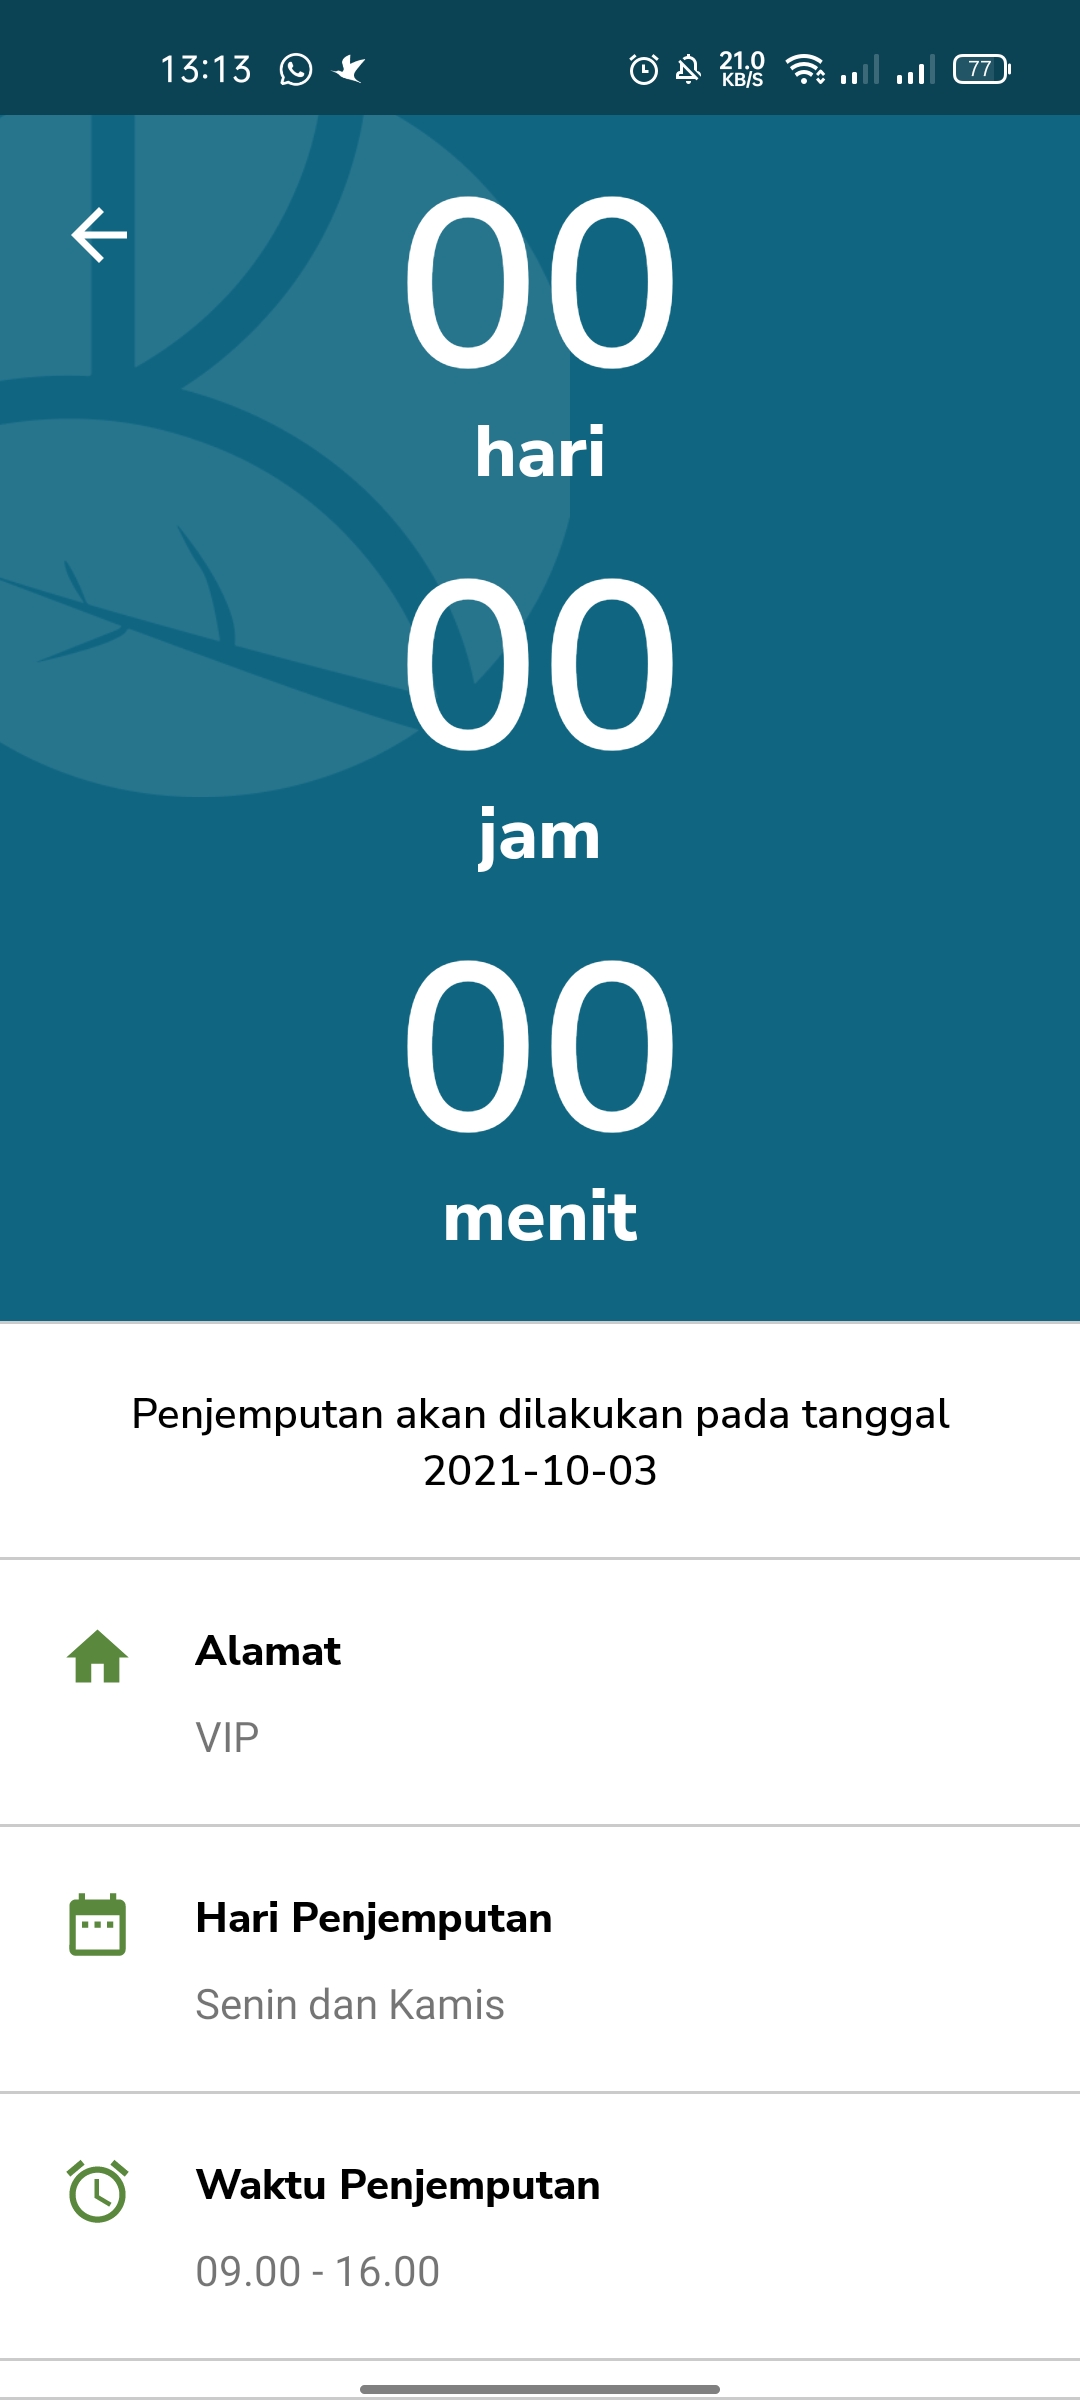 13:13
21.0
KB/S
77
00
hari
00
jam
00
menit
Penjemputan akan dilakukan pada tanggal
2021-10-03
Alamat
VIP
Hari Penjemputan
Senin dan Kamis
Waktu Penjemputan
09.00 - 16.00